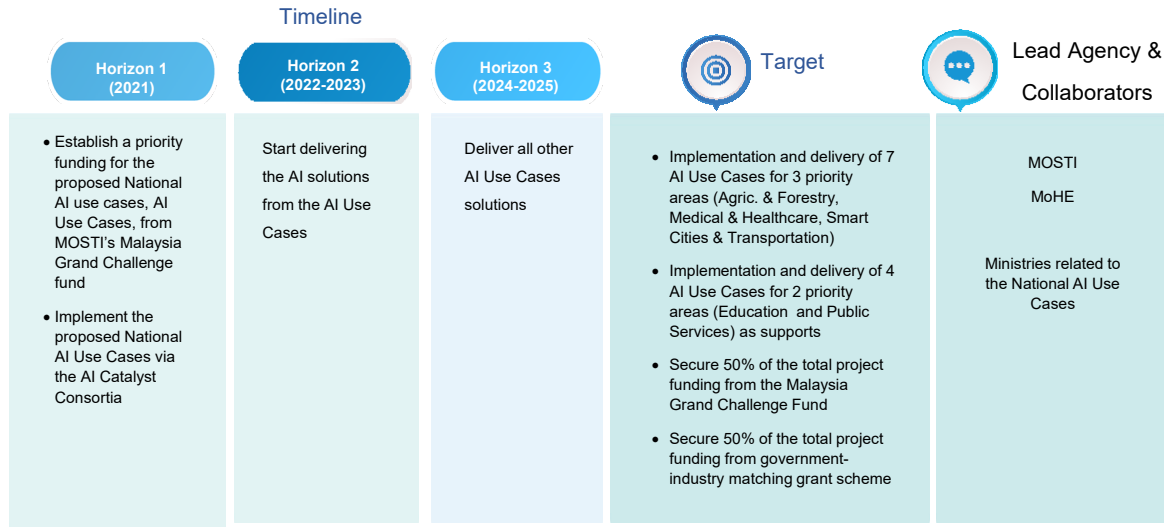 Timeline
Horizon 1
(2021)
Horizon 2
(2022-2023)
Horizon 3
(2024-2025)
Target
Lead Agency &
Collaborators
• Establish a priority
funding for the
proposed National
AI use cases, AI
Use Cases, from
MOSTI’s Malaysia
Grand Challenge
fund
• Implement the
proposed National
AI Use Cases via
the AI Catalyst
Consortia
Start delivering
the AI solutions
from the AI Use
Cases
Deliver all other
AI Use Cases
solutions
• Implementation and delivery of 7
AI Use Cases for 3 priority
areas (Agric. & Forestry,
Medical & Healthcare, Smart
Cities & Transportation)
• Implementation and delivery of 4
AI Use Cases for 2 priority
areas (Education and Public
Services) as supports
• Secure 50% of the total project
funding from the Malaysia
Grand Challenge Fund
• Secure 50% of the total project
funding from government-
industry matching grant scheme
MOSTI
MoHE
Ministries related to
the National AI Use
Cases